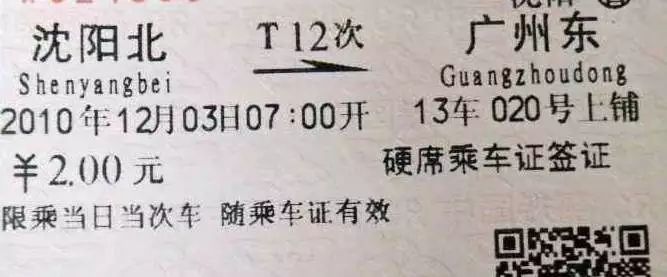 沈阳北 T12次 广州东
Shenyangbei Guangzhoudong
2010年12月03日07:00开 13车 020号上铺
￥2.00元 硬席乘车证签证
限乘当日当次车 随乘车证有效